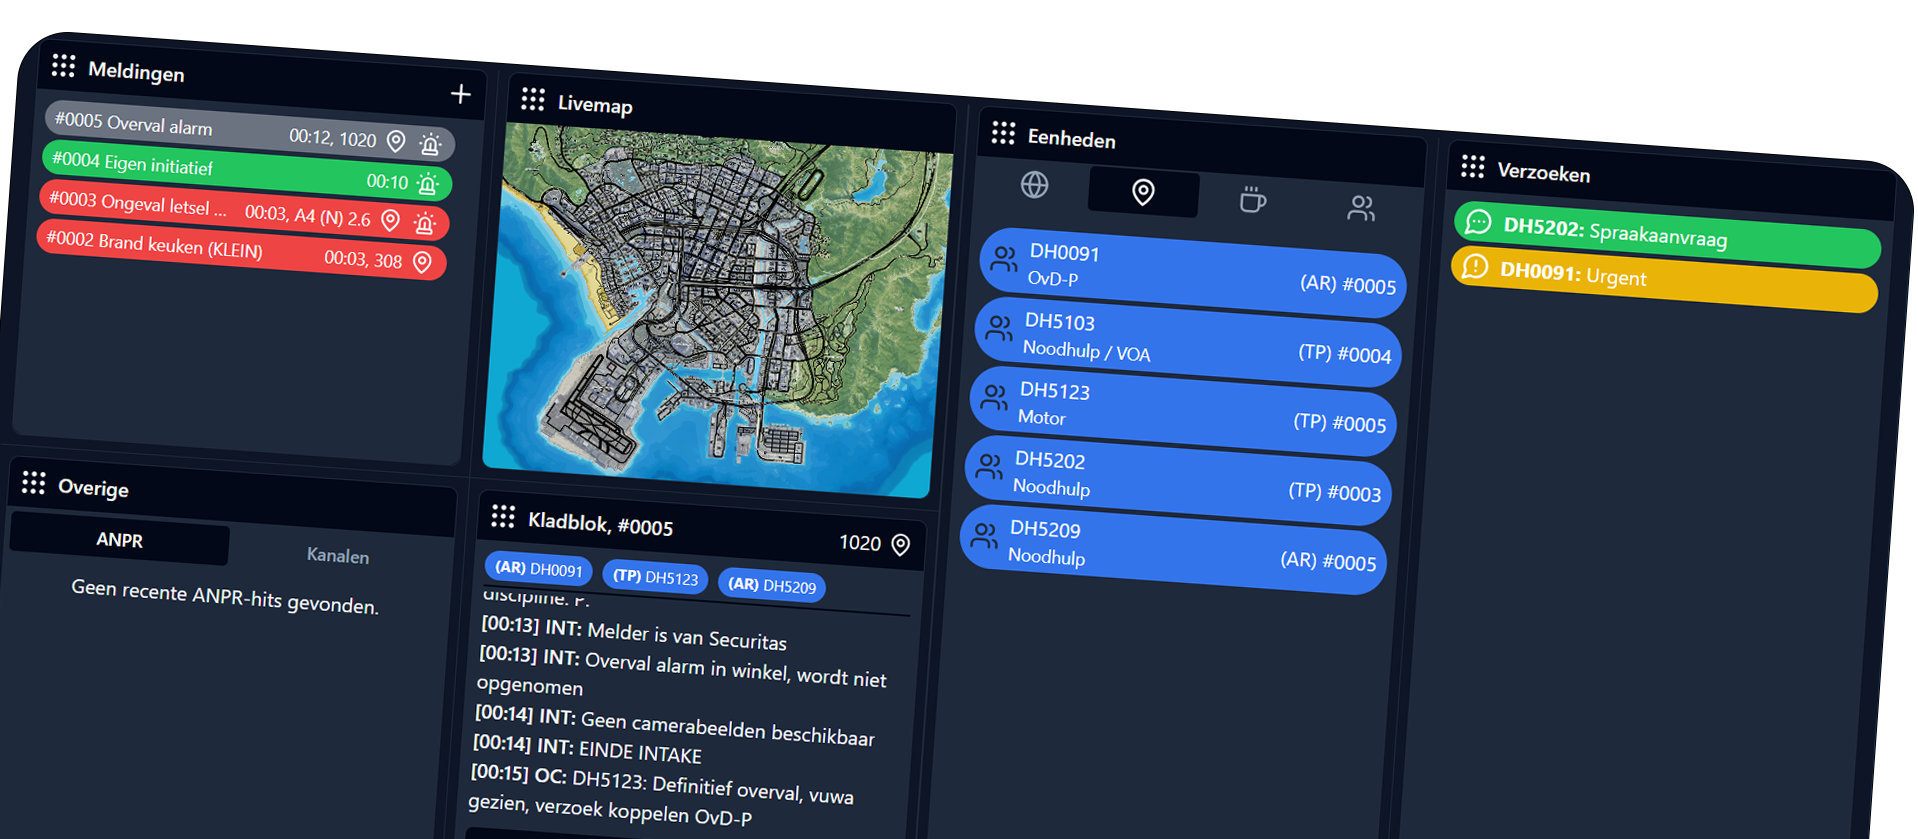 Meldingen
#0005 Overval alarm 00:12, 1020
#0004 Eigen initiatief 00:10
#0003 Ongeval letsel ... 00:03, A4 (N) 2.6
#0002 Brand keuken (KLEIN) 00:03, 308
Livemap
Eenheden
DH0091
OvD-P
(AR) #0005
DH5103
Noodhulp / VOA
(TP) #0004
DH5123
Motor
(TP) #0005
DH5202
Noodhulp
(TP) #0003
DH5209
Noodhulp
(AR) #0005
Verzoeken
DH5202: Spraakaanvraag
DH0091: Urgent
Overige
ANPR
Kanalen
Geen recente ANPR-hits gevonden.
Kladblok, #0005
1020
(AR) DH0091
(TP) DH5123
(AR) DH5209
discipline: P.
[00:13] INT: Melder is van Securitas
[00:13] INT: Overval alarm in winkel, wordt niet
opgenomen
[00:14] INT: Geen camerabeelden beschikbaar
[00:14] INT: EINDE INTAKE
[00:15] OC: DH5123: Definitief overval, vuwa
gezien, verzoek koppelen OvD-P